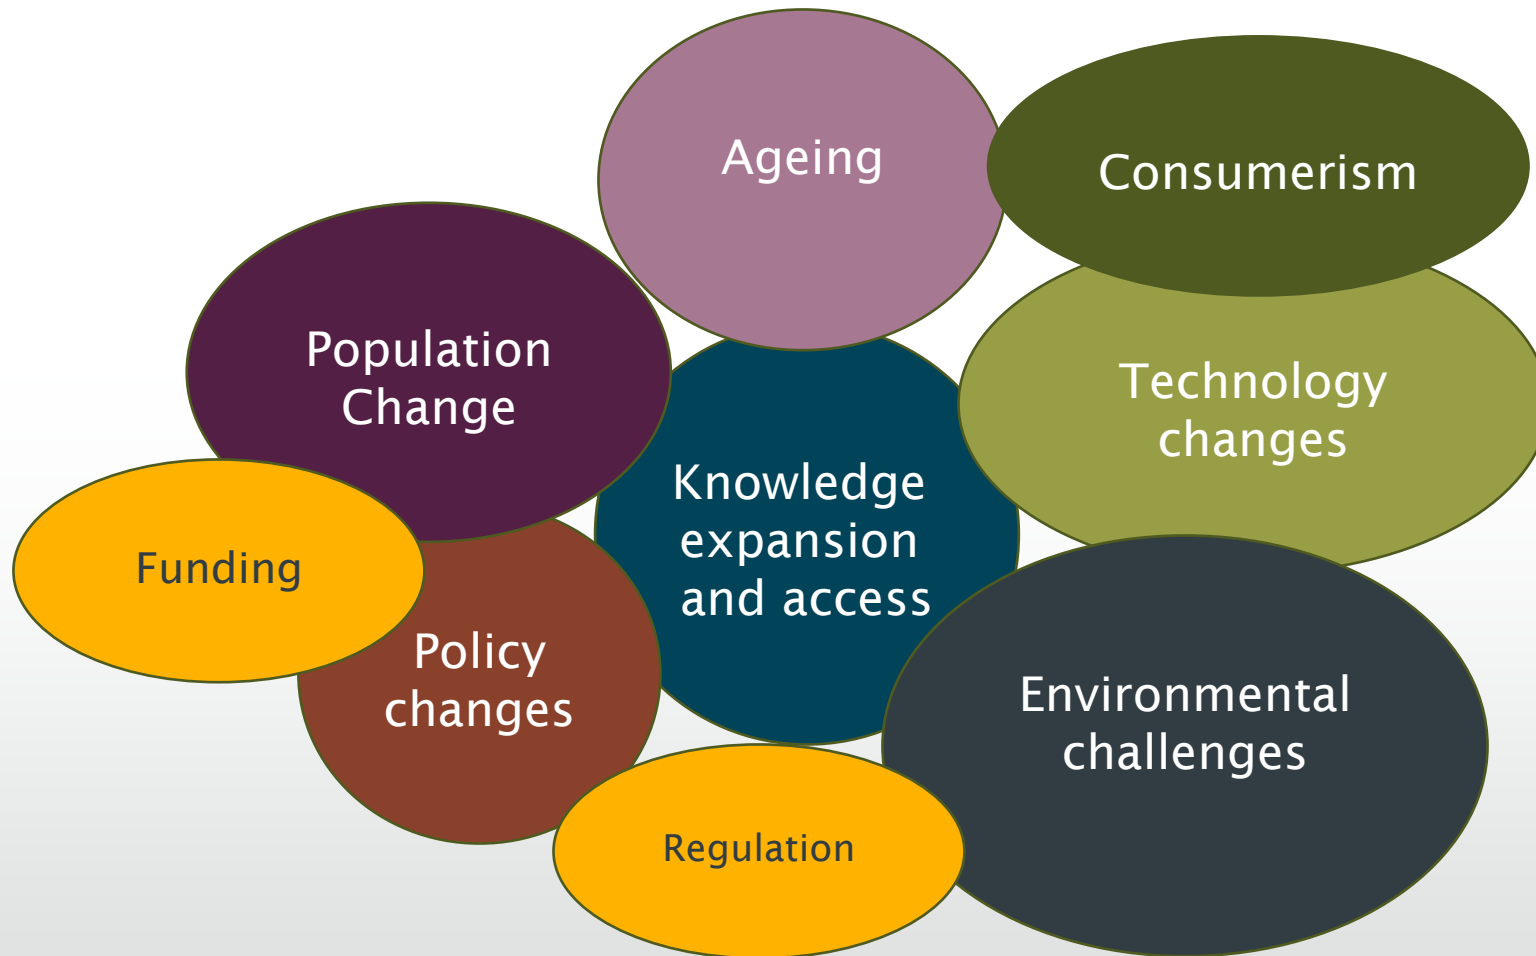 Ageing
Consumerism
Population
Change
Technology
changes
Knowledge
expansion
and access
Funding
Policy
changes
Environmental
challenges
Regulation